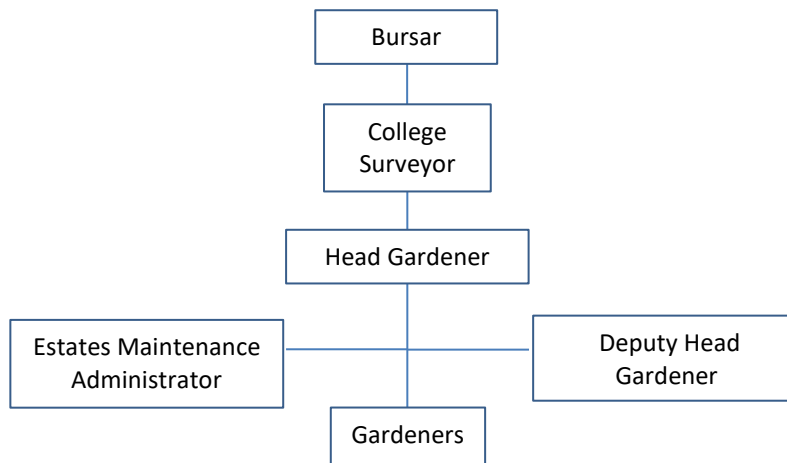 Bursar
College
Surveyor
Head Gardener
Estates Maintenance
Administrator
Deputy Head
Gardener
Gardeners